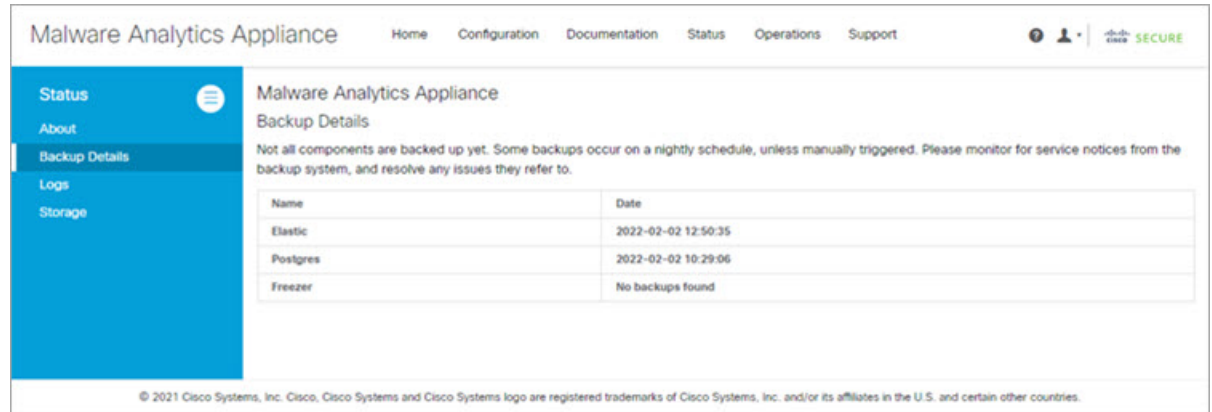 Malware Analytics Appliance Home Configuration Documentation Status Operations Support cisco SECURE
Status
About
Backup Details
Logs
Storage
Malware Analytics Appliance
Backup Details
Not all components are backed up yet. Some backups occur on a nightly schedule, unless manually triggered. Please monitor for service notices from the
backup system, and resolve any issues they refer to.
Name Date
Elastic 2022-02-02 12:50:35
Postgres 2022-02-02 10:29:06
Freezer No backups found
© 2021 Cisco Systems, Inc. Cisco, Cisco Systems and Cisco Systems logo are registered trademarks of Cisco Systems, Inc. and/or its affiliates in the U.S. and certain other countries.